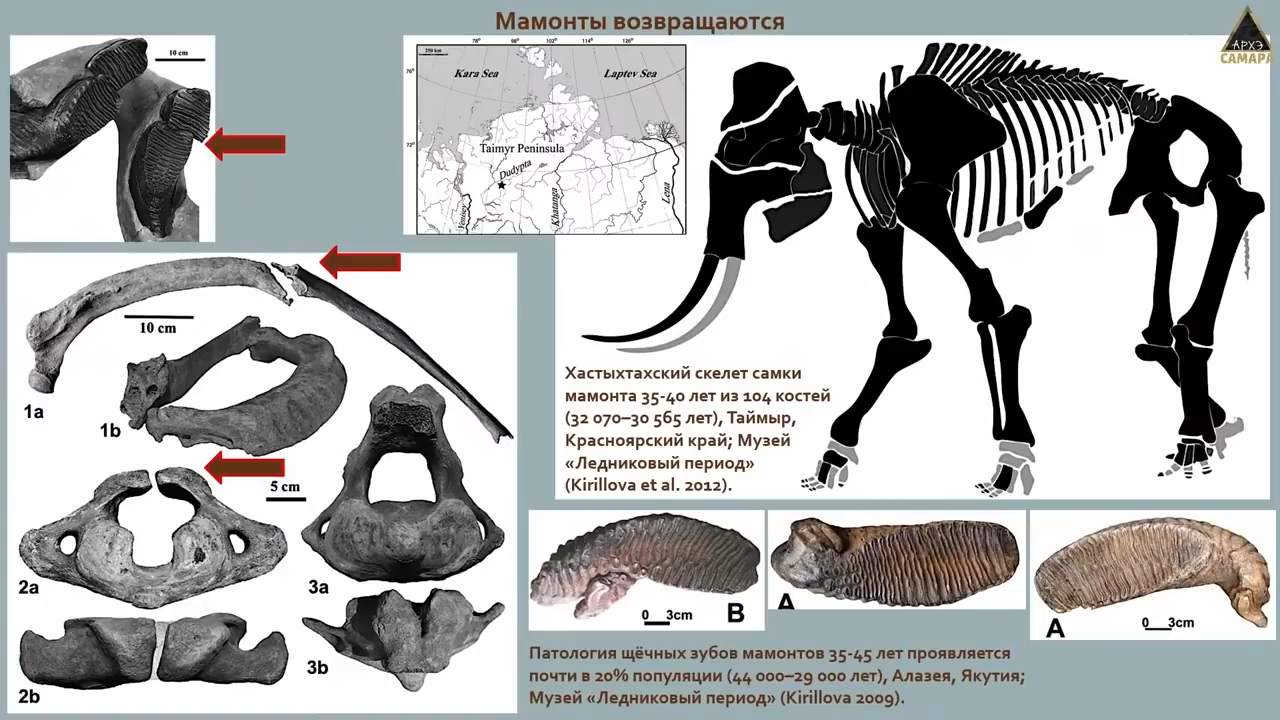 Мамонты возвращаются
АРХЭ
САМАРА
10 cm
78° 98° 102° 114° 126°
250 km
76°
Kara Sea
Laptev Sea
72°
Taimyr Peninsula
Dudypta
Yenisey
Khatanga
Lena
10 cm
1a
1b
5 cm
2a
3a
2b
3b
Хастыхтахский скелет самки
мамонта 35-40 лет из 104 костей
(32 070–30 565 лет), Таймыр,
Красноярский край; Музей
«Ледниковый период»
(Kirillova et al. 2012).
0 3cm
B
A
A
0 3cm
Патология щёчных зубов мамонтов 35-45 лет проявляется
почти в 20% популяции (44 000–29 000 лет), Алазея, Якутия;
Музей «Ледниковый период» (Kirillova 2009).